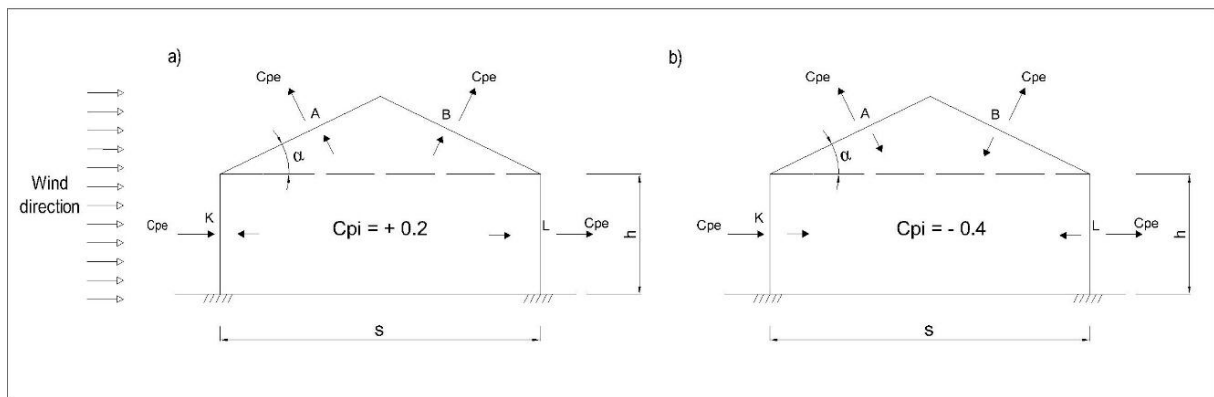 a)
b)
Cpe
Cpe
Cpe
Cpe
A
B
A
B
α
α
Wind
direction
K
Cpe
Cpi = + 0.2
L
Cpe
h
K
Cpe
Cpi = - 0.4
L
Cpe
h
s
s